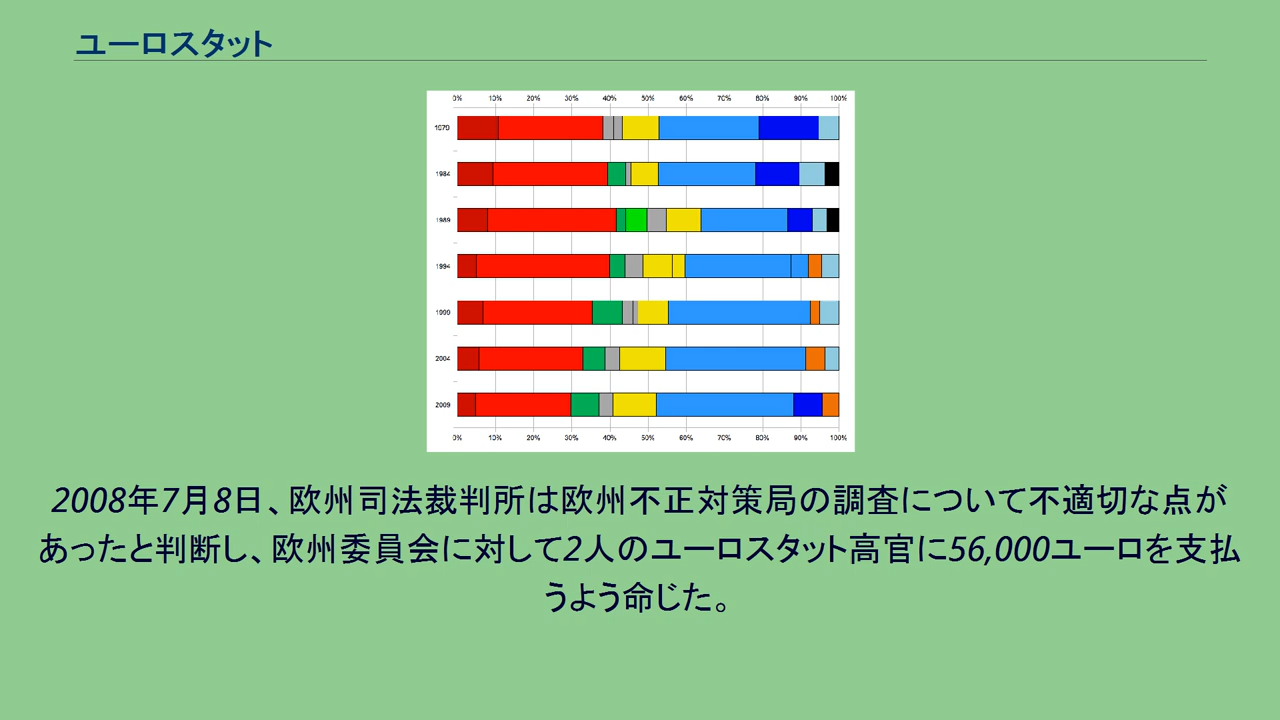 ユーロスタット
0% 10% 20% 30% 40% 50% 60% 70% 80% 90% 100%
1979
1984
1989
1994
1999
2004
2009
0% 10% 20% 30% 40% 50% 60% 70% 80% 90% 100%
2008年7月8日、欧州司法裁判所は欧州不正対策局の調査について不適切な点が
あったと判断し、欧州委員会に対して2人のユーロスタット高官に56,000ユーロを支払
うよう命じた。